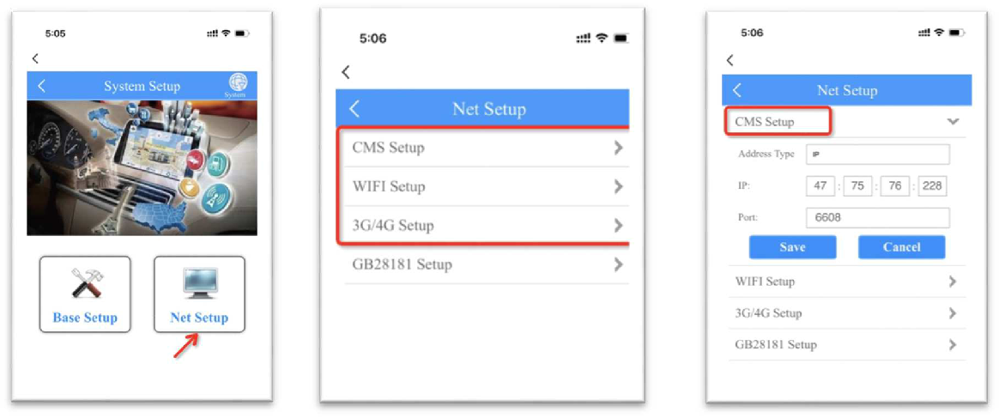 5:05
System Setup
System
Base Setup
Net Setup
5:06
Net Setup
CMS Setup
WIFI Setup
3G/4G Setup
GB28181 Setup
5:06
Net Setup
CMS Setup
Address Type IP
IP: 47 : 75 : 76 : 228
Port: 6608
Save Cancel
WIFI Setup
3G/4G Setup
GB28181 Setup